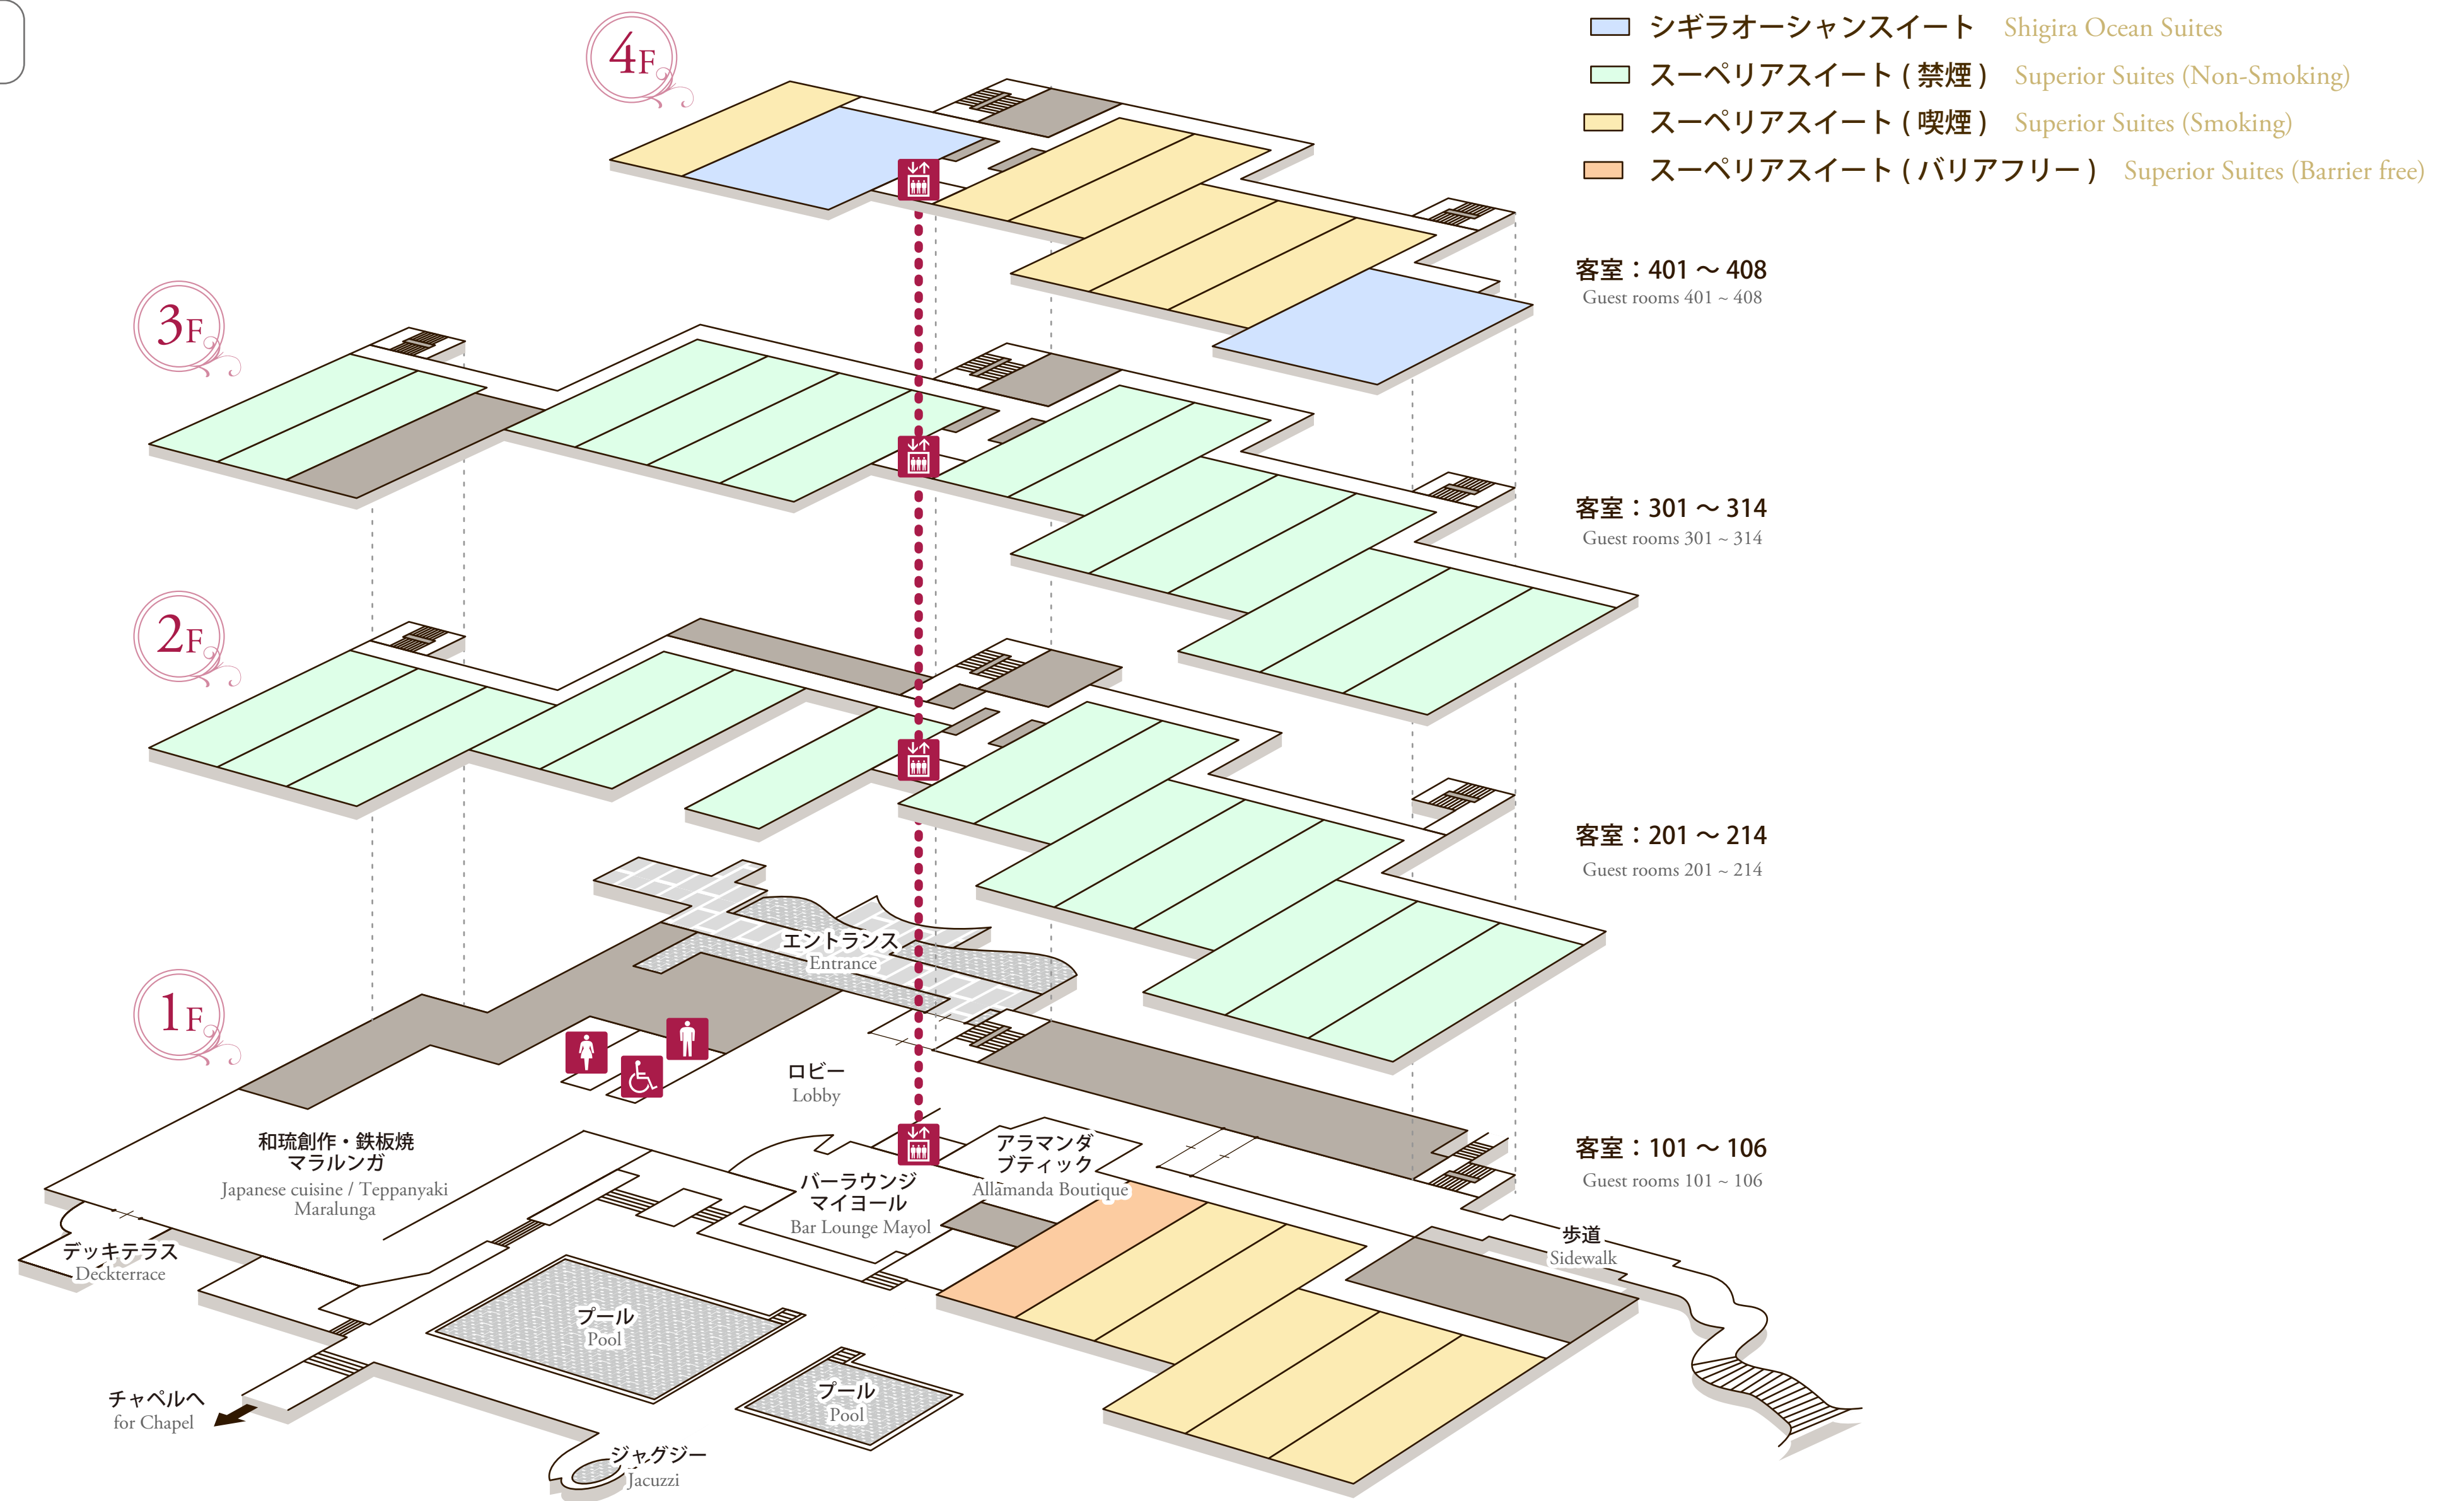 シギラオーシャンスイート Shigira Ocean Suites
スーペリアスイート ( 禁煙 ) Superior Suites (Non-Smoking)
スーペリアスイート ( 喫煙 ) Superior Suites (Smoking)
スーペリアスイート ( バリアフリー ) Superior Suites (Barrier free)
4F
客室：401 〜 408
Guest rooms 401 ~ 408
3F
客室：301 〜 314
Guest rooms 301 ~ 314
2F
客室：201 〜 214
Guest rooms 201 ~ 214
1F
客室：101 〜 106
Guest rooms 101 ~ 106
エントランス
Entrance
ロビー
Lobby
和琉創作・鉄板焼
マラルンガ
Japanese cuisine / Teppanyaki
Maralunga
アラマンダ
ブティック
Allamanda Boutique
バーラウンジ
マイヨール
Bar Lounge Mayol
デッキテラス
Deckterrace
歩道
Sidewalk
プール
Pool
プール
Pool
チャペルへ
for Chapel
ジャグジー
Jacuzzi